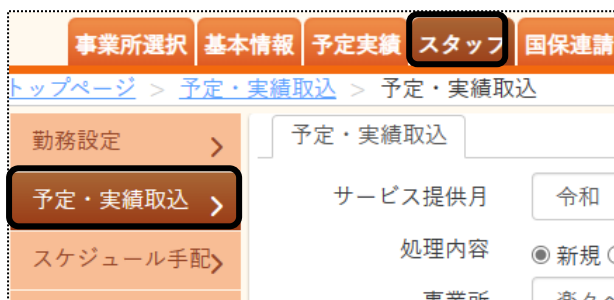 事業所選択 基本情報 予定実績 スタッフ 国保連請
トップページ > 予定・実績取込 > 予定・実績取込
勤務設定
予定・実績取込
スケジュール手配
予定・実績取込
サービス提供月 令和
処理内容 新規
事業所